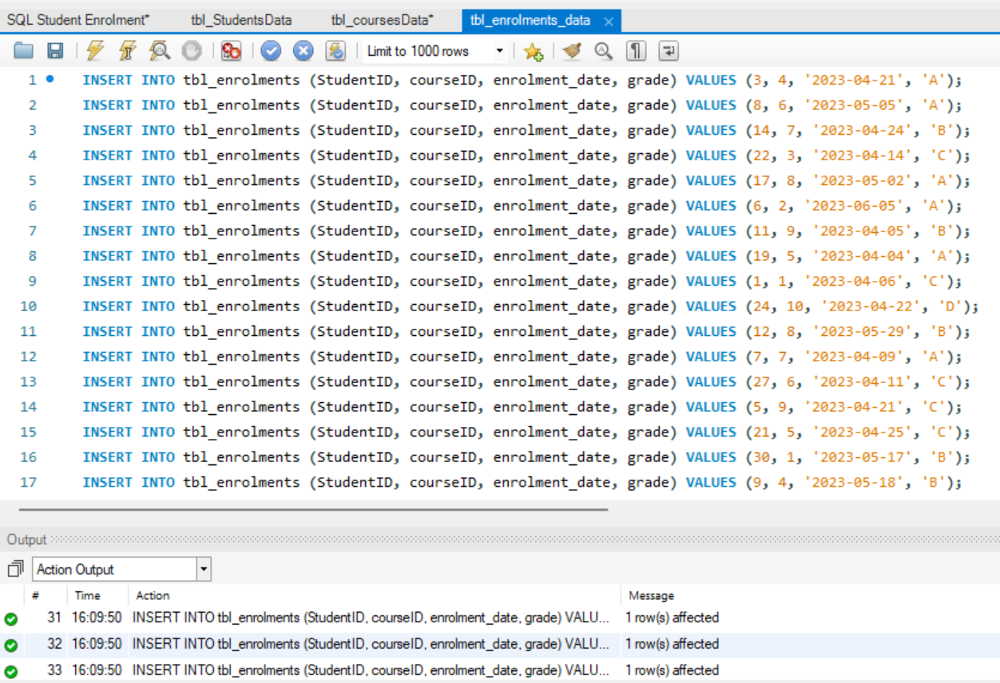 SQL Student Enrolment* tbl_StudentsData tbl_coursesData* tbl_enrolments_data ×
Limit to 1000 rows
1 INSERT INTO tbl_enrolments (StudentID, courseID, enrolment_date, grade) VALUES (3, 4, '2023-04-21', 'A');
2 INSERT INTO tbl_enrolments (StudentID, courseID, enrolment_date, grade) VALUES (8, 6, '2023-05-05', 'A');
3 INSERT INTO tbl_enrolments (StudentID, courseID, enrolment_date, grade) VALUES (14, 7, '2023-04-24', 'B');
4 INSERT INTO tbl_enrolments (StudentID, courseID, enrolment_date, grade) VALUES (22, 3, '2023-04-14', 'C');
5 INSERT INTO tbl_enrolments (StudentID, courseID, enrolment_date, grade) VALUES (17, 8, '2023-05-02', 'A');
6 INSERT INTO tbl_enrolments (StudentID, courseID, enrolment_date, grade) VALUES (6, 2, '2023-06-05', 'A');
7 INSERT INTO tbl_enrolments (StudentID, courseID, enrolment_date, grade) VALUES (11, 9, '2023-04-05', 'B');
8 INSERT INTO tbl_enrolments (StudentID, courseID, enrolment_date, grade) VALUES (19, 5, '2023-04-04', 'A');
9 INSERT INTO tbl_enrolments (StudentID, courseID, enrolment_date, grade) VALUES (1, 1, '2023-04-06', 'C');
10 INSERT INTO tbl_enrolments (StudentID, courseID, enrolment_date, grade) VALUES (24, 10, '2023-04-22', 'D');
11 INSERT INTO tbl_enrolments (StudentID, courseID, enrolment_date, grade) VALUES (12, 8, '2023-05-29', 'B');
12 INSERT INTO tbl_enrolments (StudentID, courseID, enrolment_date, grade) VALUES (7, 7, '2023-04-09', 'A');
13 INSERT INTO tbl_enrolments (StudentID, courseID, enrolment_date, grade) VALUES (27, 6, '2023-04-11', 'C');
14 INSERT INTO tbl_enrolments (StudentID, courseID, enrolment_date, grade) VALUES (5, 9, '2023-04-21', 'C');
15 INSERT INTO tbl_enrolments (StudentID, courseID, enrolment_date, grade) VALUES (21, 5, '2023-04-25', 'C');
16 INSERT INTO tbl_enrolments (StudentID, courseID, enrolment_date, grade) VALUES (30, 1, '2023-05-17', 'B');
17 INSERT INTO tbl_enrolments (StudentID, courseID, enrolment_date, grade) VALUES (9, 4, '2023-05-18', 'B');
Output
Action Output
# Time Action Message
31 16:09:50 INSERT INTO tbl_enrolments (StudentID, courseID, enrolment_date, grade) VALU... 1 row(s) affected
32 16:09:50 INSERT INTO tbl_enrolments (StudentID, courseID, enrolment_date, grade) VALU... 1 row(s) affected
33 16:09:50 INSERT INTO tbl_enrolments (StudentID, courseID, enrolment_date, grade) VALU... 1 row(s) affected